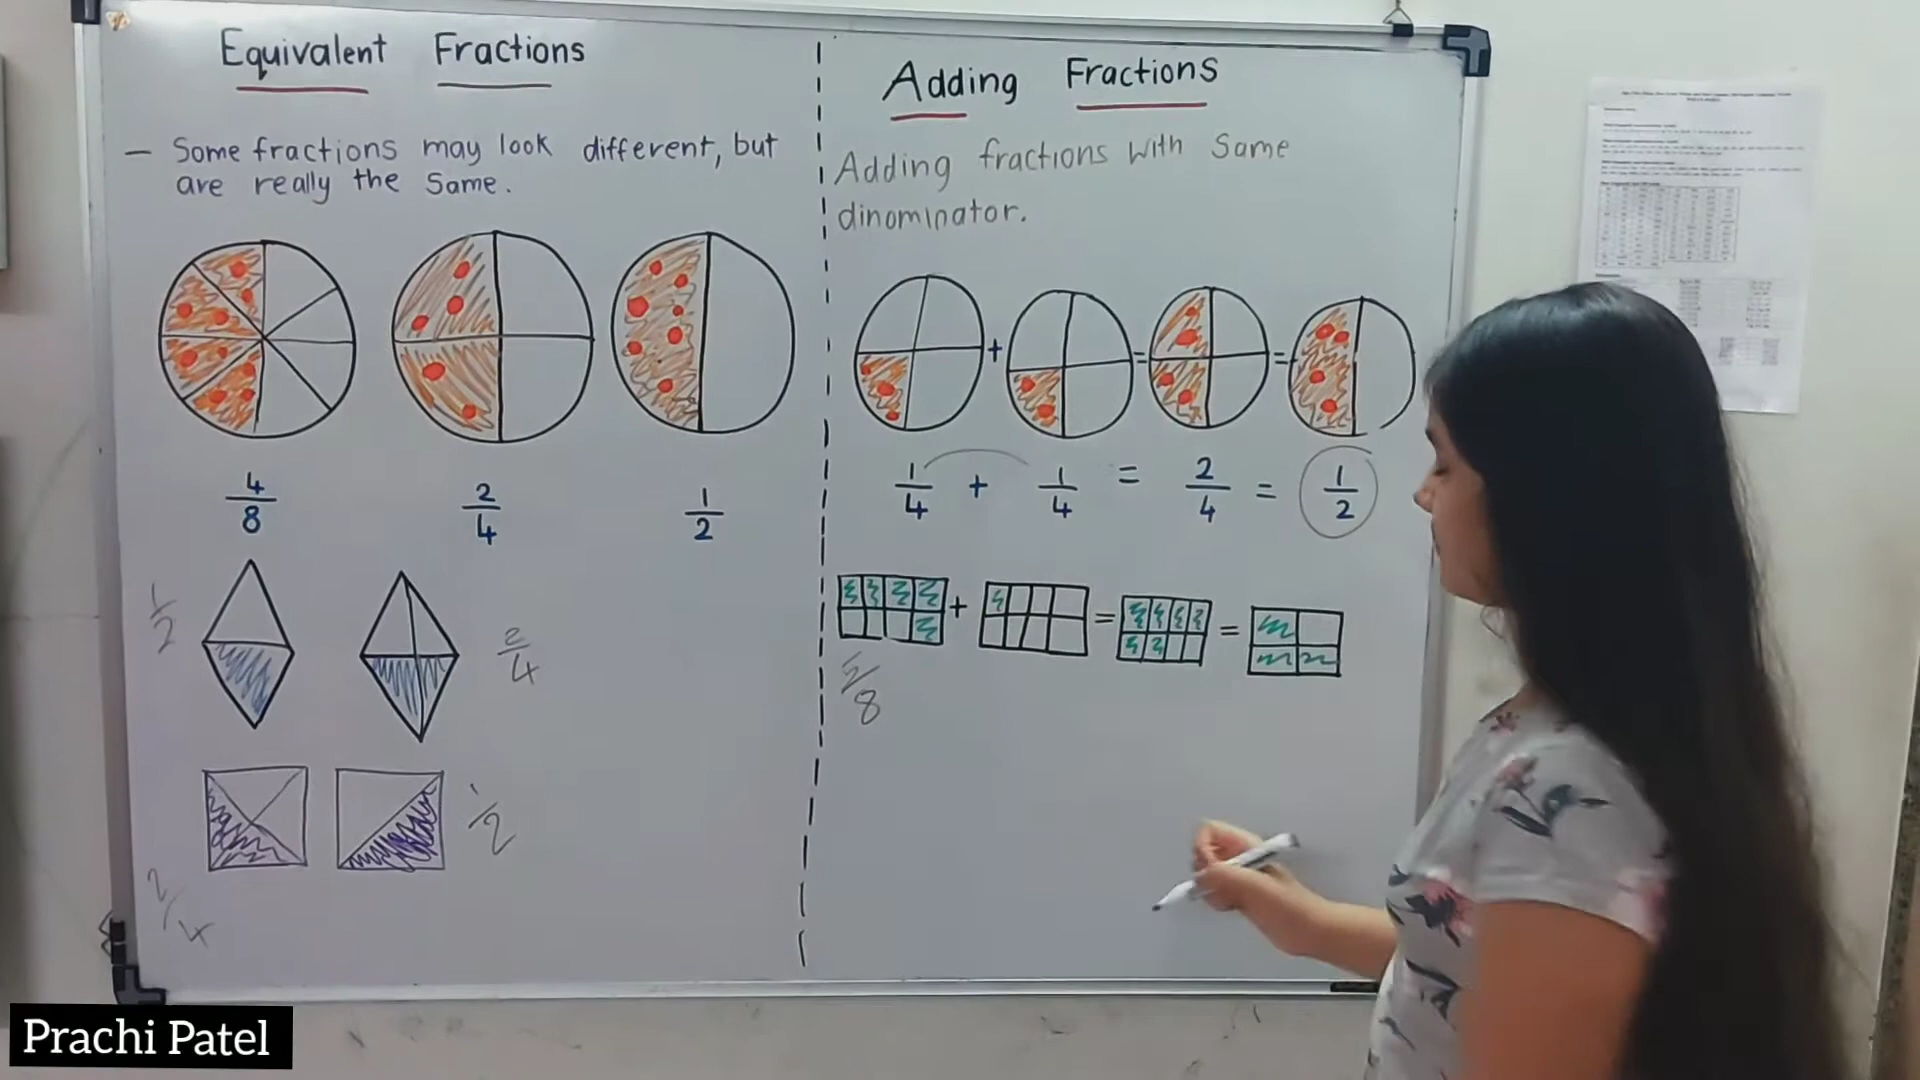 Equivalent Fractions
— Some fractions may look different, but
are really the Same.
4/8 2/4 1/2
1/2 2/4
1/2
2/4
Adding Fractions
Adding fractions with Same
dinominator.
+ = =
1/4 + 1/4 = 2/4 = 1/2
+ = =
5/8
Prachi Patel